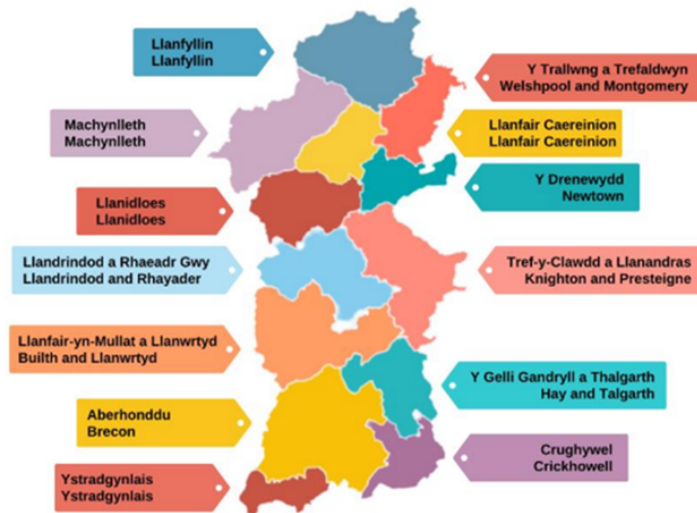 Llanfyllin
Llanfyllin
Y Trallwng a Trefaldwyn
Welshpool and Montgomery
Machynlleth
Machynlleth
Llanfair Caereinion
Llanfair Caereinion
Llanidloes
Llanidloes
Y Drenewydd
Newtown
Llandrindod a Rhaeadr Gwy
Llandrindod and Rhayader
Tref-y-Clawdd a Llanandras
Knighton and Presteigne
Llanfair-yn-Mullat a Llanwrtyd
Builth and Llanwrtyd
Y Gelli Gandryll a Thalgarth
Hay and Talgarth
Aberhonddu
Brecon
Crughywel
Crickhowell
Ystradgynlais
Ystradgynlais